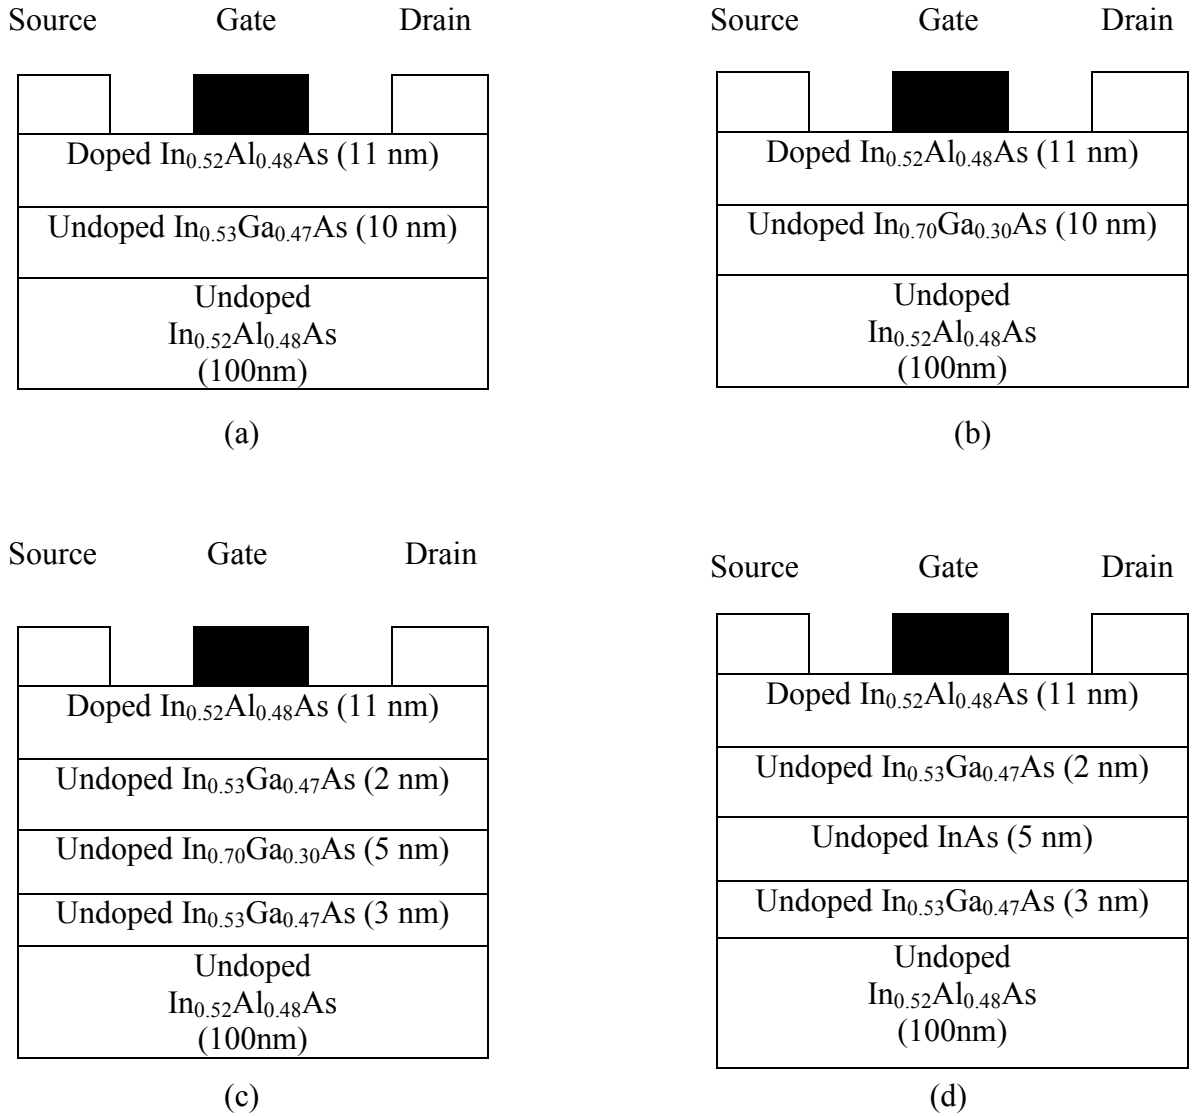 Source Gate Drain
Doped In₀.₅₂Al₀.₄₈As (11 nm)
Undoped In₀.₅₃Ga₀.₄₇As (10 nm)
Undoped
In₀.₅₂Al₀.₄₈As
(100nm)
(a)
Source Gate Drain
Doped In₀.₅₂Al₀.₄₈As (11 nm)
Undoped In₀.₇₀Ga₀.₃₀As (10 nm)
Undoped
In₀.₅₂Al₀.₄₈As
(100nm)
(b)
Source Gate Drain
Doped In₀.₅₂Al₀.₄₈As (11 nm)
Undoped In₀.₅₃Ga₀.₄₇As (2 nm)
Undoped In₀.₇₀Ga₀.₃₀As (5 nm)
Undoped In₀.₅₃Ga₀.₄₇As (3 nm)
Undoped
In₀.₅₂Al₀.₄₈As
(100nm)
(c)
Source Gate Drain
Doped In₀.₅₂Al₀.₄₈As (11 nm)
Undoped In₀.₅₃Ga₀.₄₇As (2 nm)
Undoped InAs (5 nm)
Undoped In₀.₅₃Ga₀.₄₇As (3 nm)
Undoped
In₀.₅₂Al₀.₄₈As
(100nm)
(d)